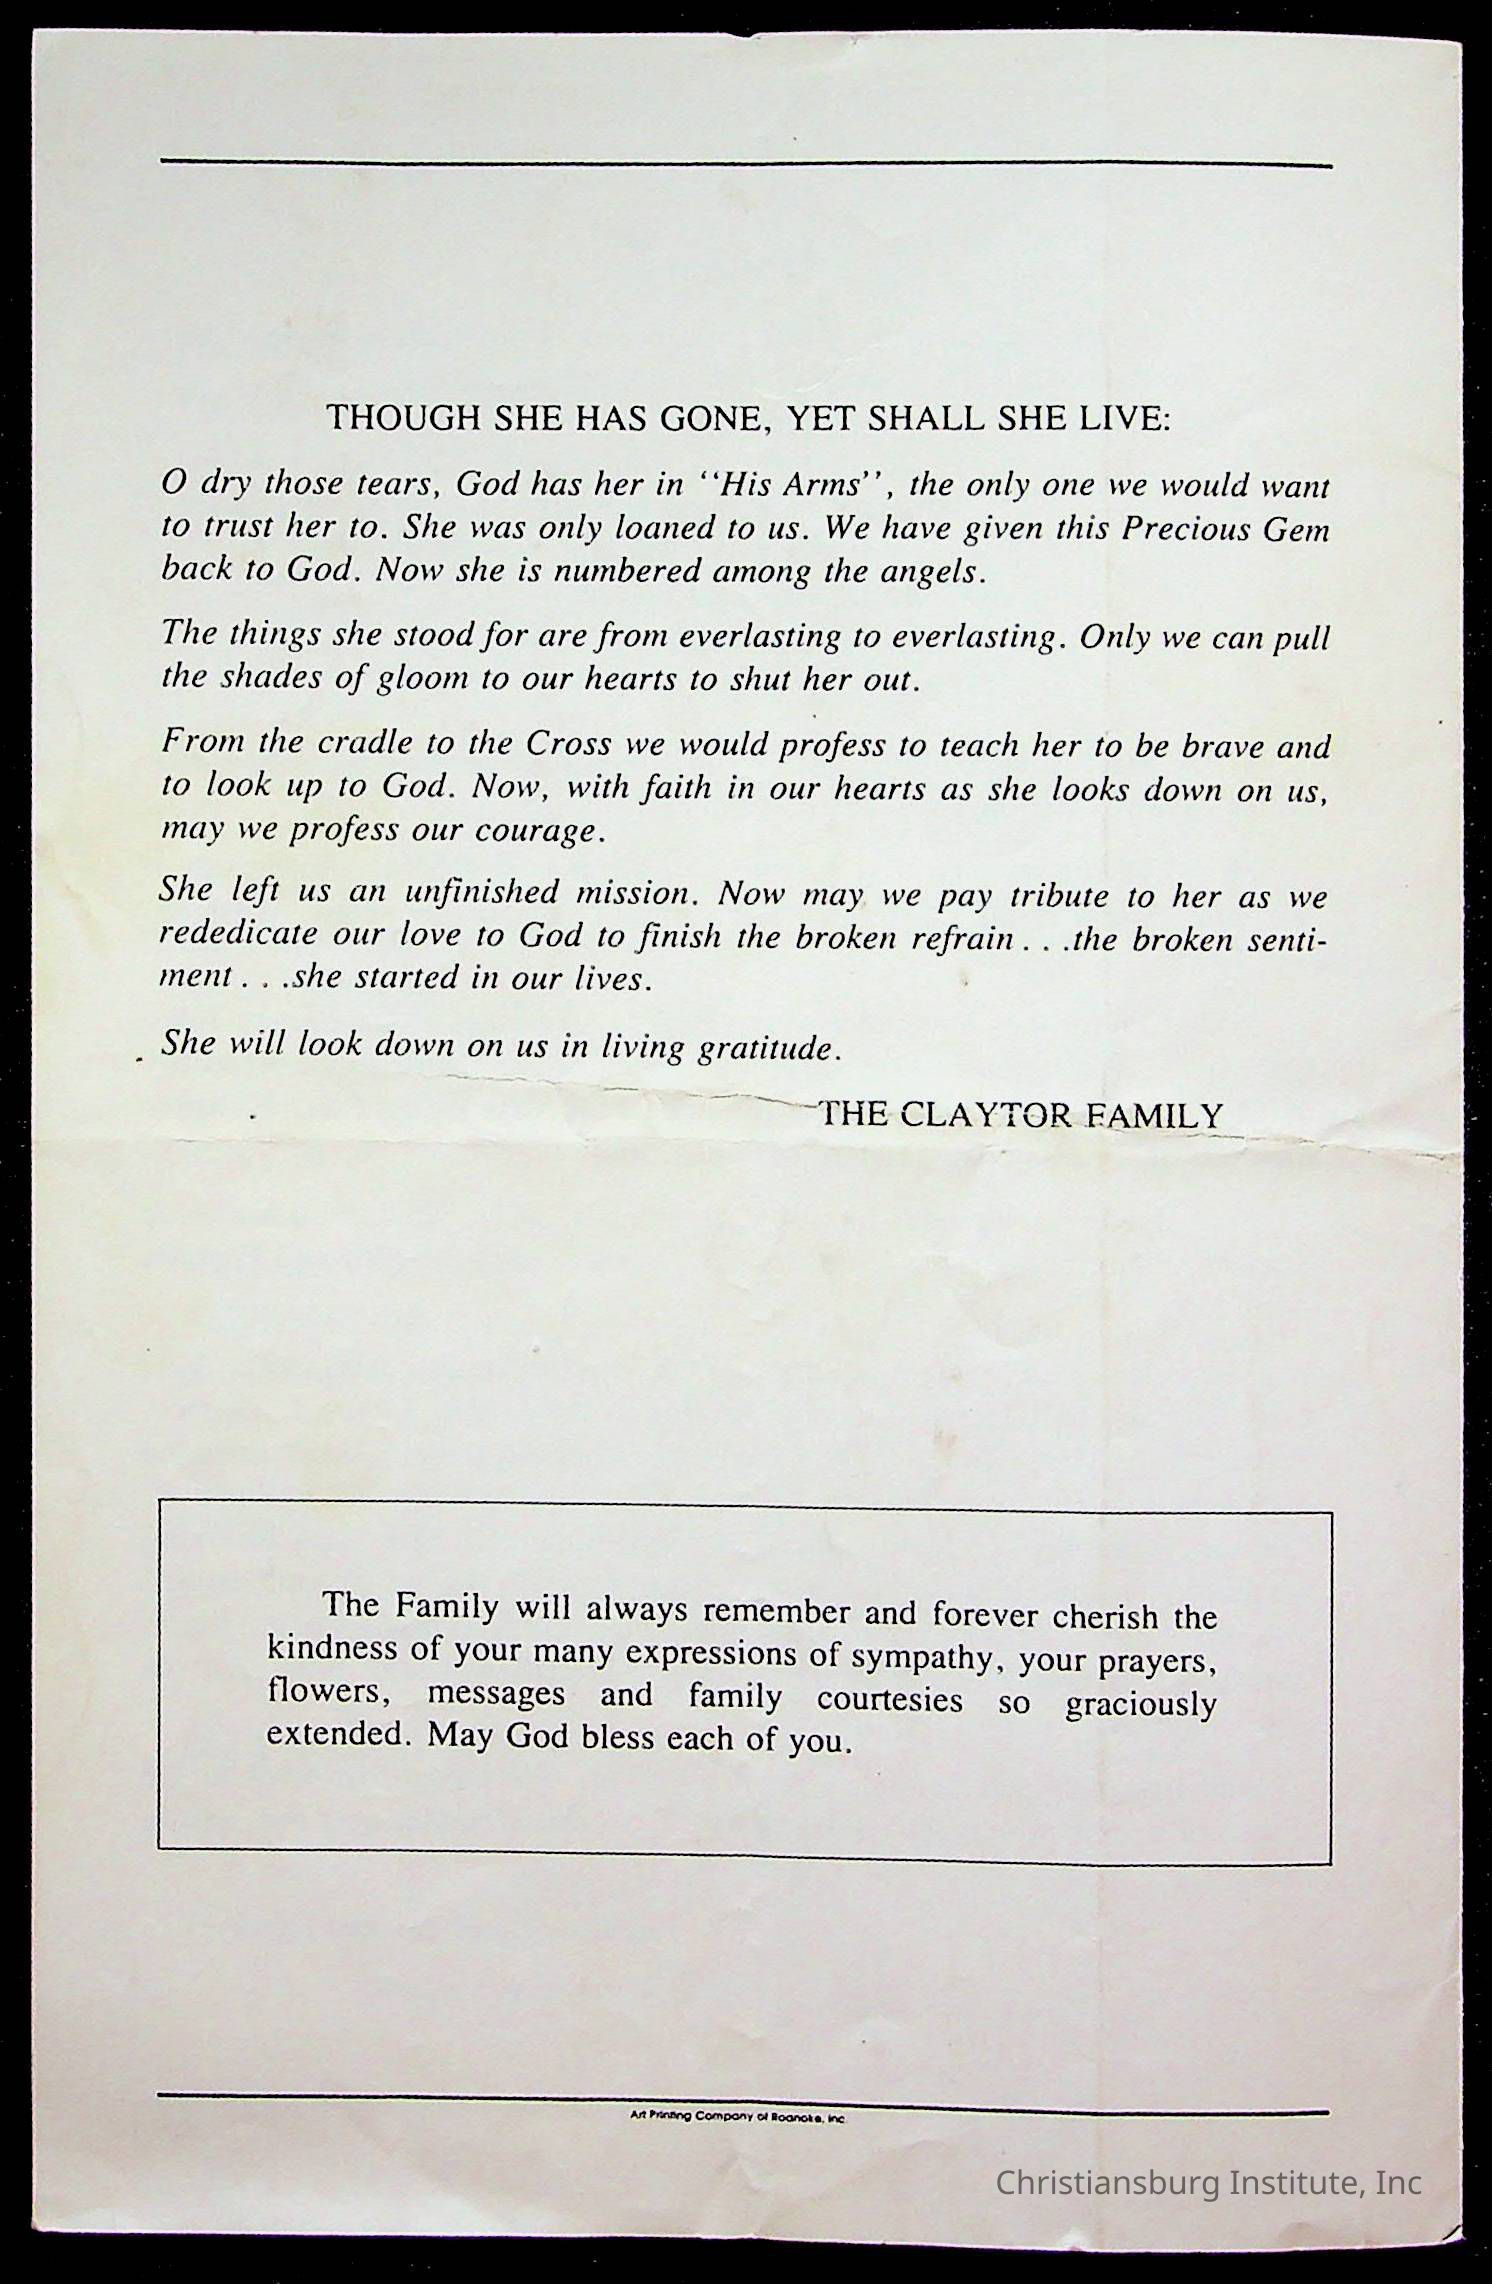 THOUGH SHE HAS GONE, YET SHALL SHE LIVE:
O dry those tears, God has her in ‘‘His Arms’’, the only one we would want
to trust her to. She was only loaned to us. We have given this Precious Gem
back to God. Now she is numbered among the angels.
The things she stood for are from everlasting to everlasting. Only we can pull
the shades of gloom to our hearts to shut her out.
From the cradle to the Cross we would profess to teach her to be brave and
to look up to God. Now, with faith in our hearts as she looks down on us,
may we profess our courage.
She left us an unfinished mission. Now may we pay tribute to her as we
rededicate our love to God to finish the broken refrain . . .the broken senti-
ment . . .she started in our lives.
She will look down on us in living gratitude.
THE CLAYTOR FAMILY
The Family will always remember and forever cherish the
kindness of your many expressions of sympathy, your prayers,
flowers, messages and family courtesies so graciously
extended. May God bless each of you.
Art Printing Company of Roanoke, Inc.
Christiansburg Institute, Inc